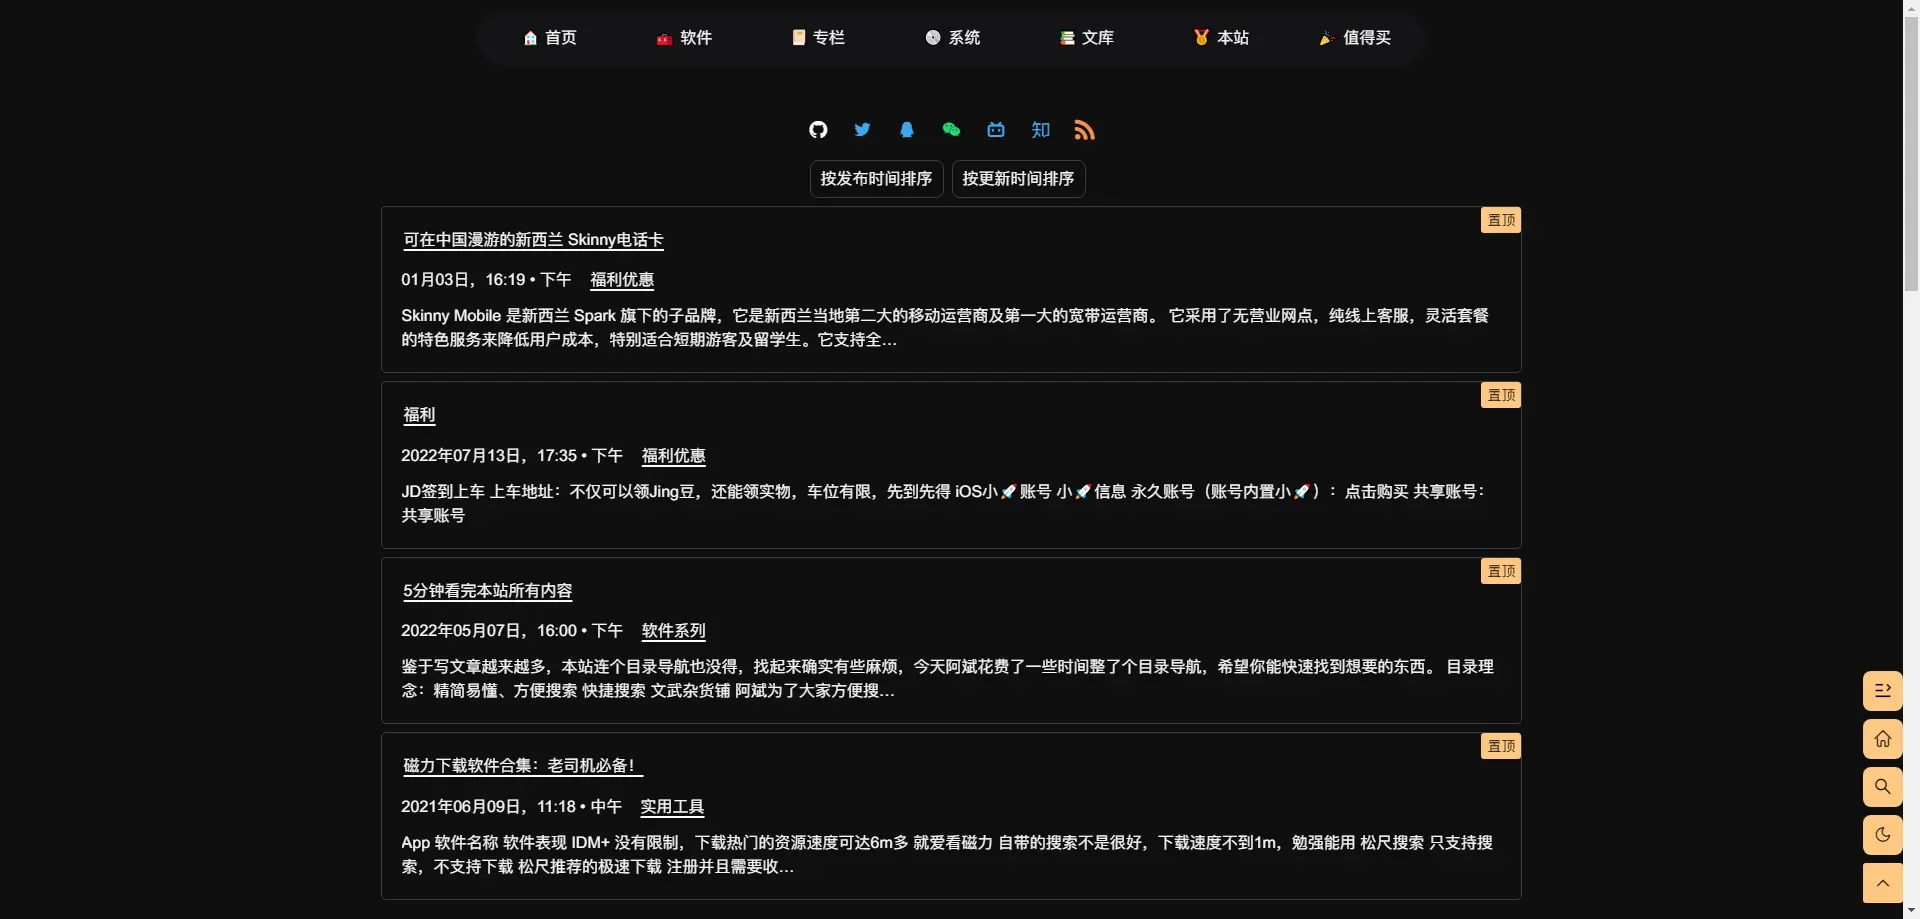 首页 软件 专栏 系统 文库 本站 值得买
知
按发布时间排序 按更新时间排序
置顶
可在中国漫游的新西兰 Skinny电话卡
01月03日，16:19 • 下午 福利优惠
Skinny Mobile 是新西兰 Spark 旗下的子品牌，它是新西兰当地第二大的移动运营商及第一大的宽带运营商。 它采用了无营业网点，纯线上客服，灵活套餐
的特色服务来降低用户成本，特别适合短期游客及留学生。它支持全…
置顶
福利
2022年07月13日，17:35 • 下午 福利优惠
JD签到上车 上车地址：不仅可以领Jing豆，还能领实物，车位有限，先到先得 iOS小🚀账号 小🚀信息 永久账号（账号内置小🚀）：点击购买 共享账号：
共享账号
置顶
5分钟看完本站所有内容
2022年05月07日，16:00 • 下午 软件系列
鉴于写文章越来越多，本站连个目录导航也没得，找起来确实有些麻烦，今天阿斌花费了一些时间整了个目录导航，希望你能快速找到想要的东西。 目录理
念：精简易懂、方便搜索 快捷搜索 文武杂货铺 阿斌为了大家方便搜…
置顶
磁力下载软件合集：老司机必备！
2021年06月09日，11:18 • 中午 实用工具
App 软件名称 软件表现 IDM+ 没有限制，下载热门的资源速度可达6m多 就爱看磁力 自带的搜索不是很好，下载速度不到1m，勉强能用 松尺搜索 只支持搜
索，不支持下载 松尺推荐的极速下载 注册并且需要收…